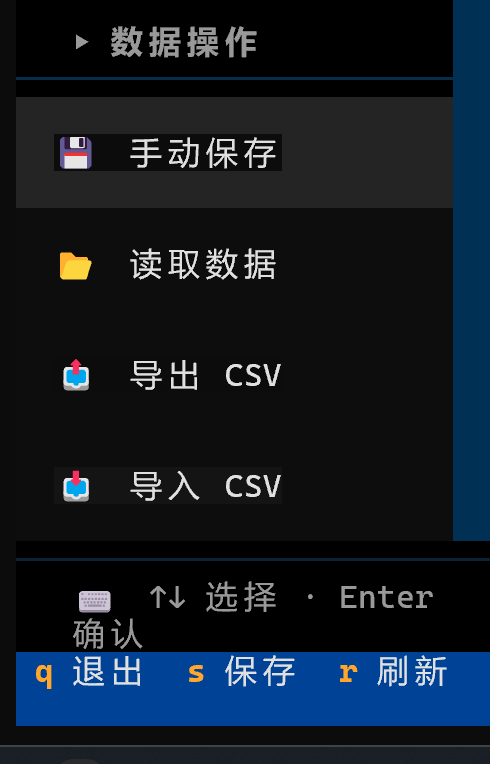 ▶ 数据操作
💾 手动保存
📂 读取数据
📤 导出 CSV
📥 导入 CSV
⌨ ↑↓ 选择 · Enter
确认
q 退出 s 保存 r 刷新